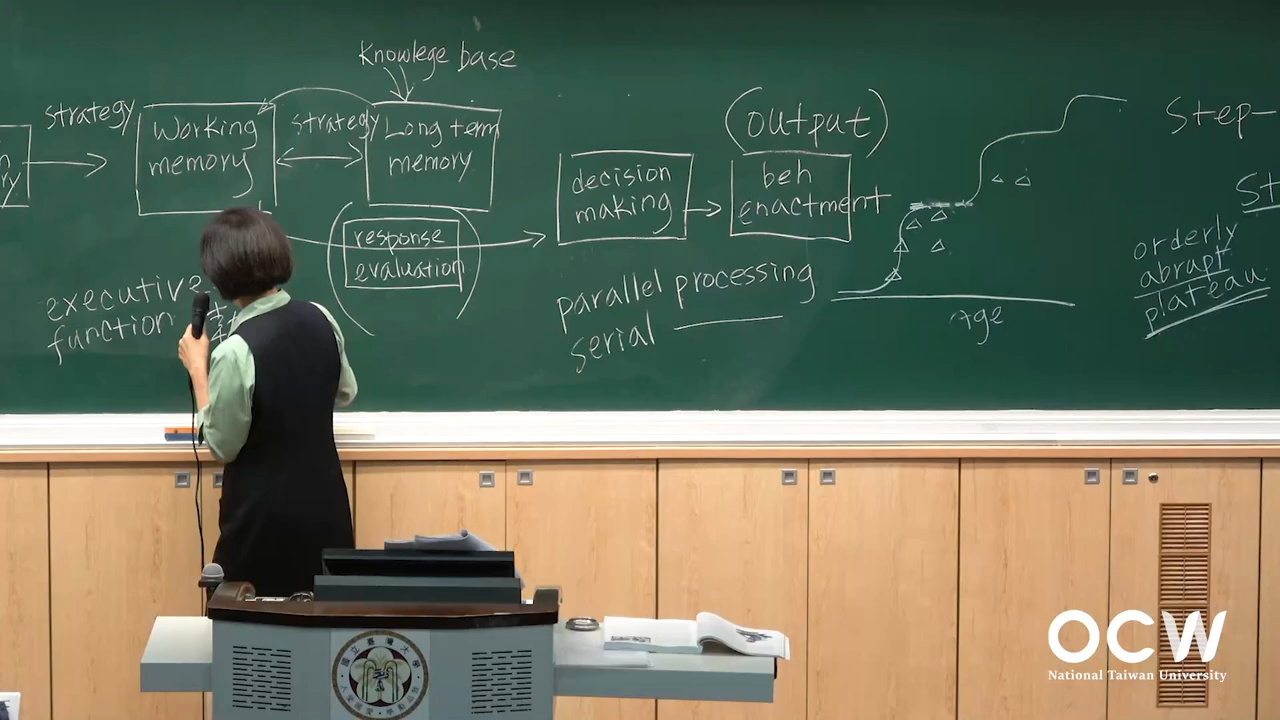 Knowlege base
strategy
Working
memory
strategy
Long term
memory
(output)
decision
making
beh
enactment
response
evaluation
executive
function
parallel processing
serial
Age
Step-
St
orderly
abrupt
plateau
OCW
National Taiwan University